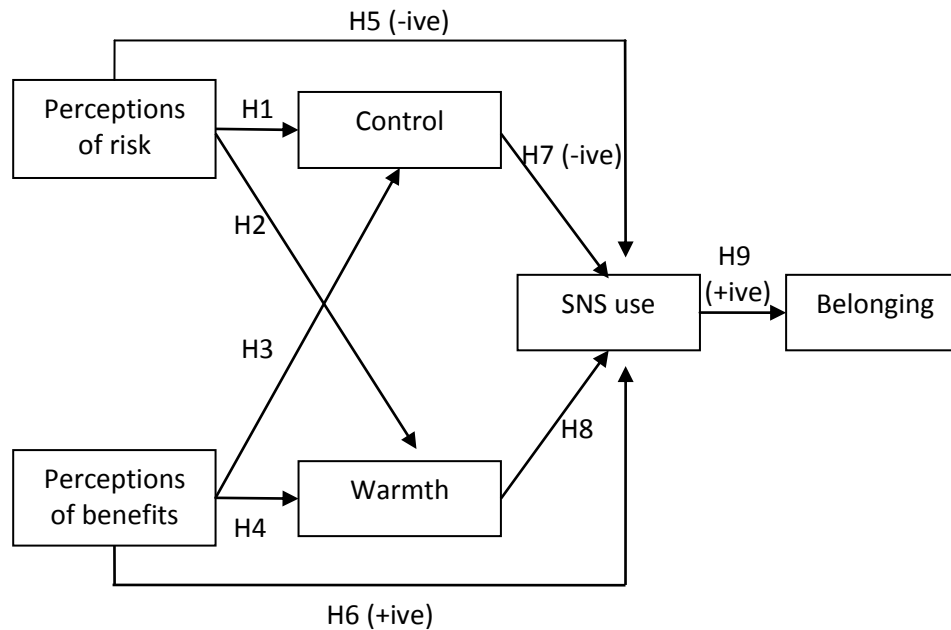 H5 (-ive)
Perceptions
of risk
H1
Control
H7 (-ive)
H2
H9
(+ive)
SNS use
Belonging
H3
H8
Perceptions
of benefits
H4
Warmth
H6 (+ive)